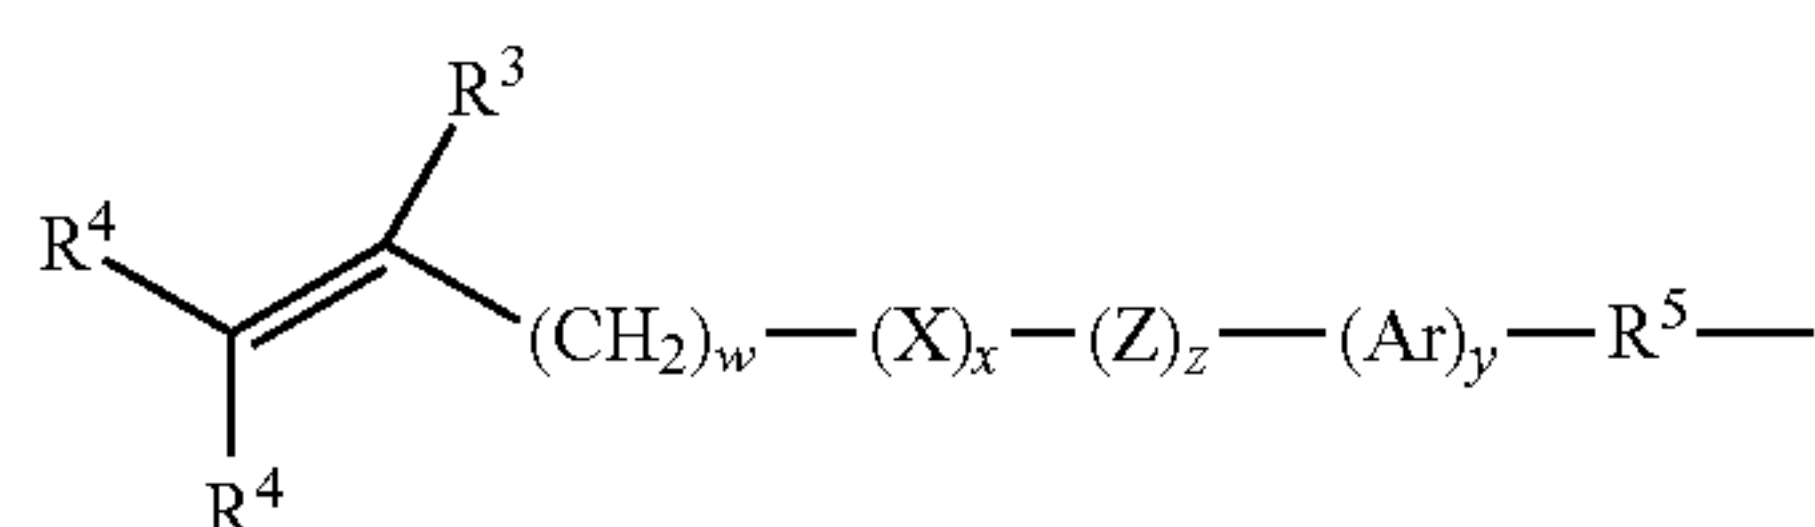 R³
R⁴
(CH₂)w—(X)x—(Z)z—(Ar)y—R⁵—
R⁴